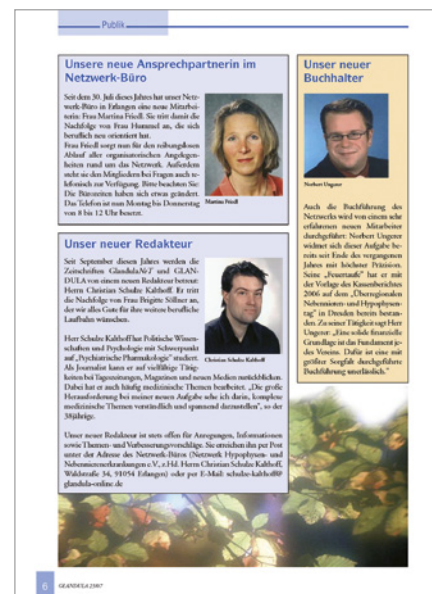 Publik
Unsere neue Ansprechpartnerin im
Netzwerk-Büro
Seit dem 30. Juli dieses Jahres hat unser Netz-
werk-Büro in Erlangen eine neue Mitarbei-
terin: Frau Martina Friedl. Sie tritt damit die
Nachfolge von Frau Hummel an, die sich
beruflich neu orientiert hat.
Frau Friedl sorgt nun für den reibungslosen
Ablauf aller organisatorischen Angelegen-
heiten rund um das Netzwerk. Außerdem
steht sie den Mitgliedern bei Fragen auch te-
lefonisch zur Verfügung. Bitte beachten Sie:
Die Bürozeiten haben sich etwas geändert.
Das Telefon ist nun Montag bis Donnerstag
von 8 bis 12 Uhr besetzt.
Martina Friedl
Unser neuer Redakteur
Seit September diesen Jahres werden die
Zeitschriften GlandulaNeT und GLAN-
DULA von einem neuen Redakteur betreut:
Herrn Christian Schulze Kalthoff. Er tritt
die Nachfolge von Frau Brigitte Söllner an,
der wir alles Gute für ihre weitere berufliche
Laufbahn wünschen.
Herr Schulze Kalthoff hat Politische Wissen-
schaften und Psychologie mit Schwerpunkt
auf „Psychiatrische Pharmakologie" studiert.
Als Journalist kann er auf vielfältige Tätig-
keiten bei Tageszeitungen, Magazinen und neuen Medien zurückblicken.
Dabei hat er auch häufig medizinische Themen bearbeitet. „Die große
Herausforderung bei meiner neuen Aufgabe sehe ich darin, komplexe
medizinische Themen verständlich und spannend darzustellen", so der
38jährige.
Unser neuer Redakteur ist stets offen für Anregungen, Informationen
sowie Themen- und Verbesserungsvorschläge. Sie erreichen ihn per Post
unter der Adresse des Netzwerk-Büros (Netzwerk Hypophysen- und
Nebennierenerkrankungen e.V., z.Hd. Herrn Christian Schulze Kalthoff,
Waldstraße 34, 91054 Erlangen) oder per E-Mail: schulze-kalthoff@
glandula-online.de
Christian Schulze Kalthoff
Unser neuer
Buchhalter
Norbert Ungerer
Auch die Buchführung des
Netzwerks wird von einem sehr
erfahrenen neuen Mitarbeiter
durchgeführt: Norbert Ungerer
widmet sich dieser Aufgabe be-
reits seit Ende des vergangenen
Jahres mit höchster Präzision.
Seine „Feuertaufe" hat er mit
der Vorlage des Kassenberichtes
2006 auf dem „Überregionalen
Nebennieren- und Hypophysen-
tag" in Dresden bereits bestan-
den. Zu seiner Tätigkeit sagt Herr
Ungerer: „Eine solide finanzielle
Grundlage ist das Fundament je-
des Vereins. Dafür ist eine mit
größter Sorgfalt durchgeführte
Buchführung unerlässlich."
6 GLANDULA 25/07